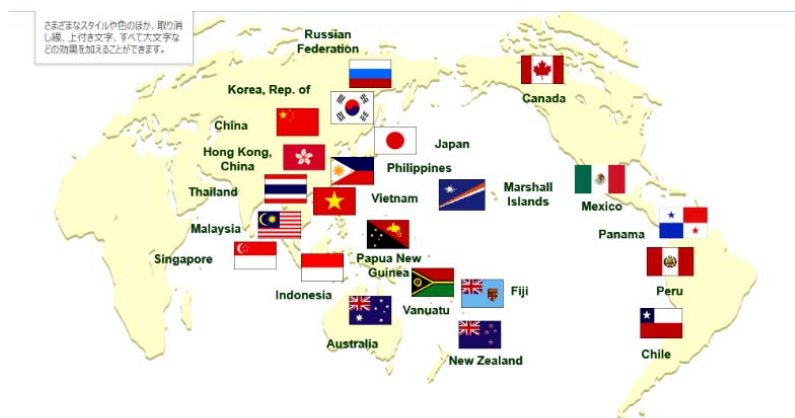 さまざまなスタイルや色のほか、取り消
し線、上付き文字、すべて大文字な
どの効果を加えることができます。
Russian
Federation
Canada
Korea, Rep. of
China
Japan
Hong Kong,
China
Philippines
Thailand
Vietnam
Marshall
Islands
Mexico
Malaysia
Panama
Singapore
Papua New
Guinea
Indonesia
Fiji
Peru
Vanuatu
Australia
New Zealand
Chile